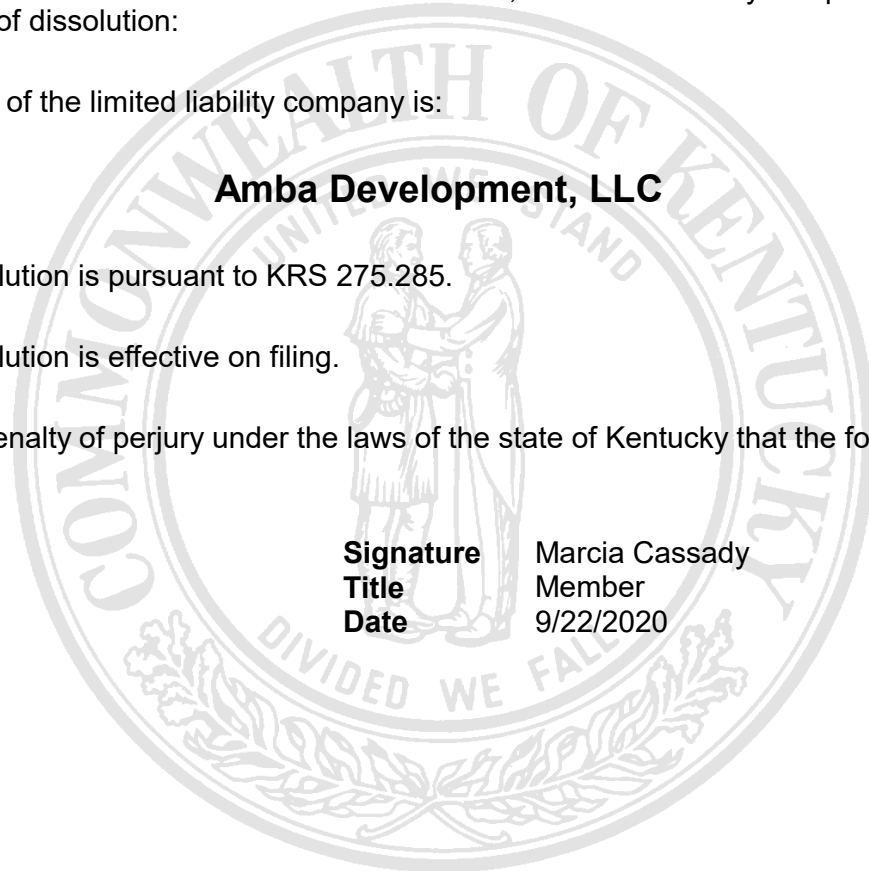 of dissolution:
of the limited liability company is:
Amba Development, LLC
lution is pursuant to KRS 275.285.
lution is effective on filing.
enalty of perjury under the laws of the state of Kentucky that the fo
Signature Marcia Cassady
Title Member
Date 9/22/2020
COMMONWEALTH OF KENTUCKY
UNITED WE STAND
DIVIDED WE FALL